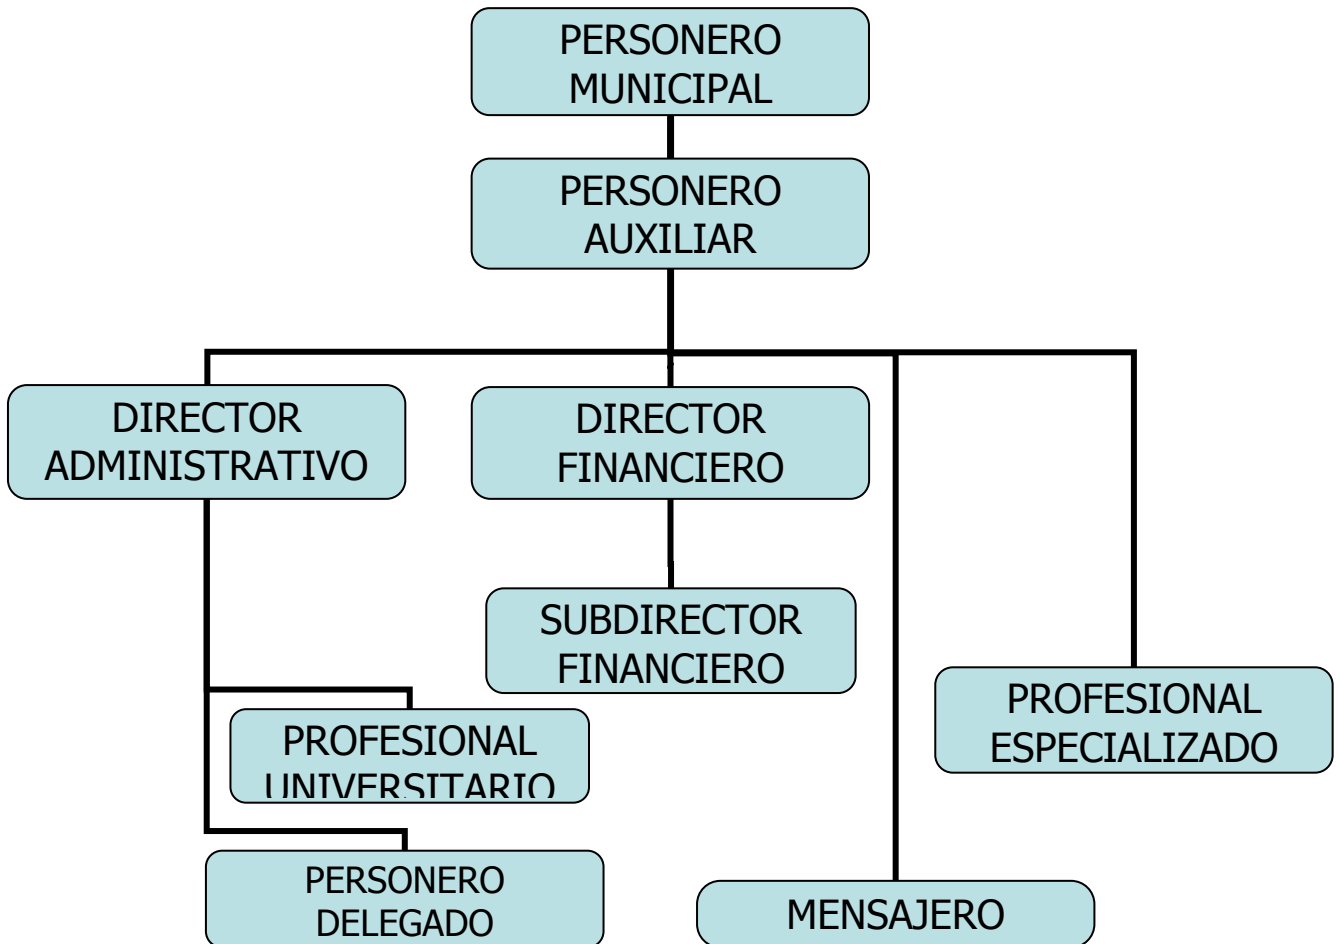 PERSONERO
MUNICIPAL
PERSONERO
AUXILIAR
DIRECTOR
ADMINISTRATIVO
DIRECTOR
FINANCIERO
SUBDIRECTOR
FINANCIERO
PROFESIONAL
ESPECIALIZADO
PROFESIONAL
UNIVERSITARIO
PERSONERO
DELEGADO
MENSAJERO